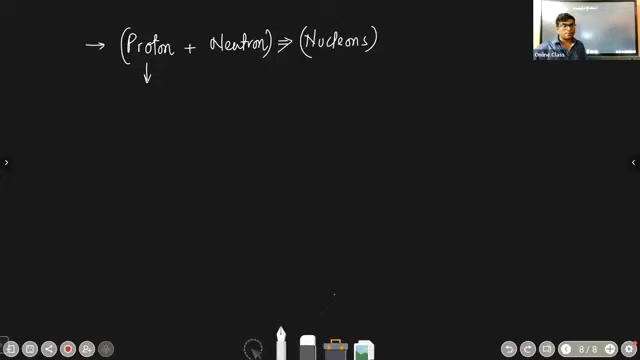 → (Proton + Neutron) ⇒ (Nucleons)
↓
Online Class
8/8